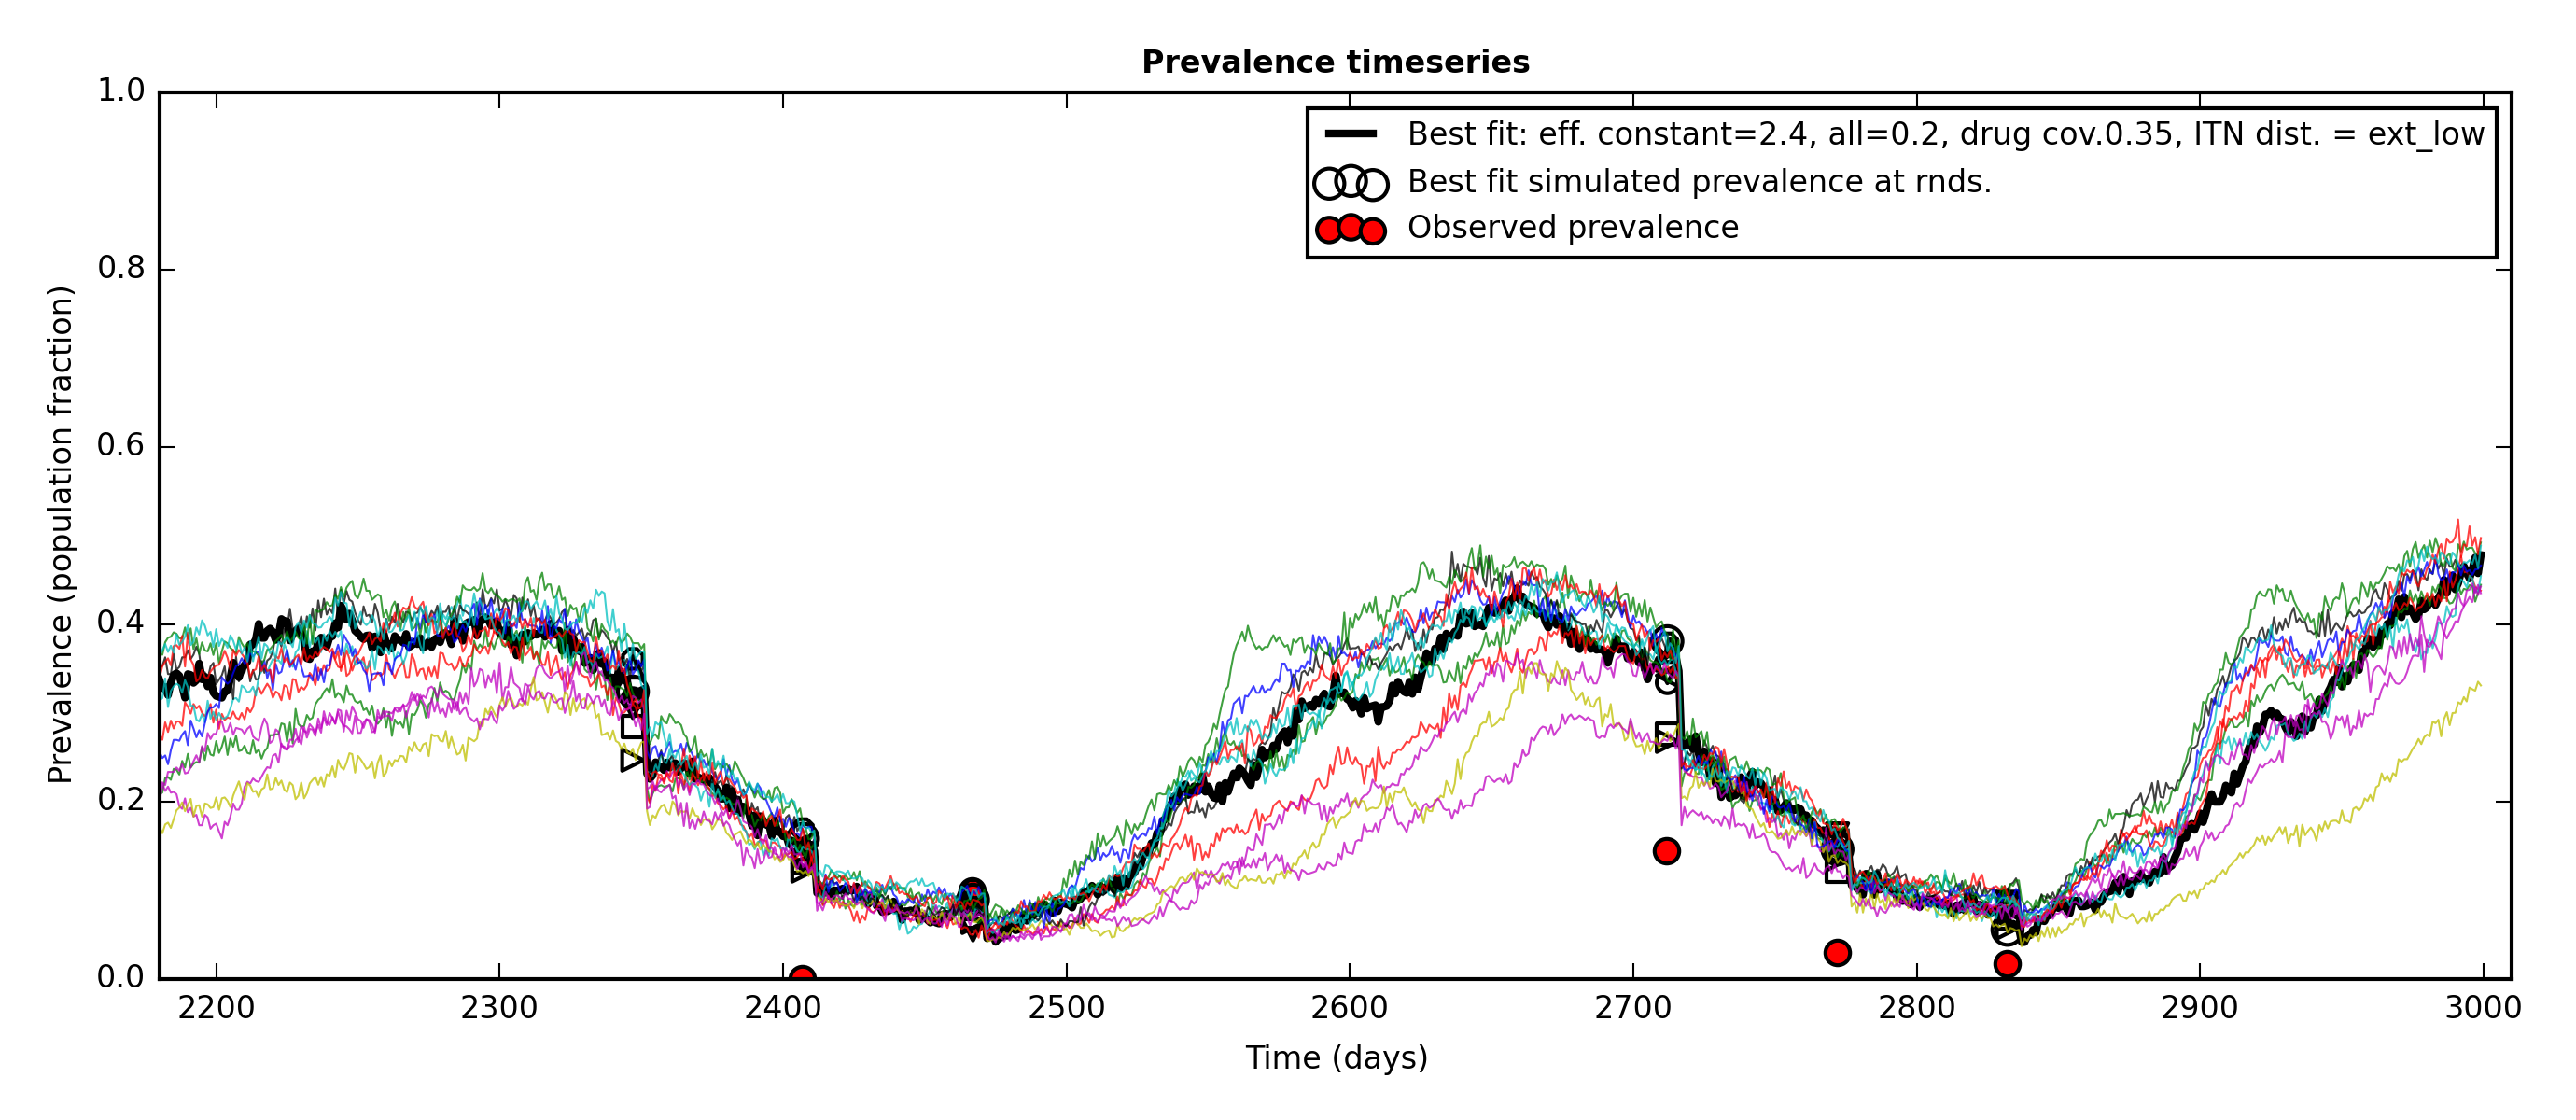 Prevalence timeseries
Prevalence (population fraction)
1.0
0.8
0.6
0.4
0.2
0.0
Best fit: eff. constant=2.4, all=0.2, drug cov.0.35, ITN dist. = ext_low
Best fit simulated prevalence at rnds.
Observed prevalence
2200 2300 2400 2500 2600 2700 2800 2900 3000
Time (days)